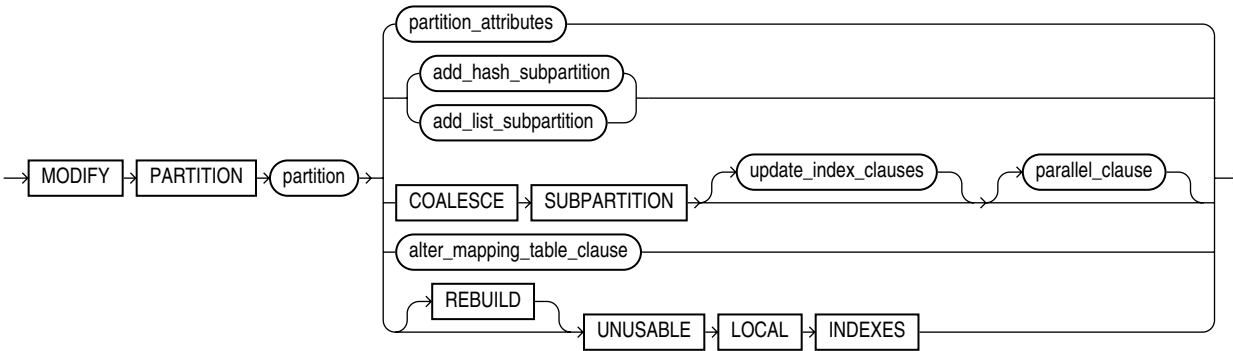 partition_attributes
add_hash_subpartition
add_list_subpartition
MODIFY PARTITION partition
update_index_clauses parallel_clause
COALESCE SUBPARTITION
alter_mapping_table_clause
REBUILD
UNUSABLE LOCAL INDEXES